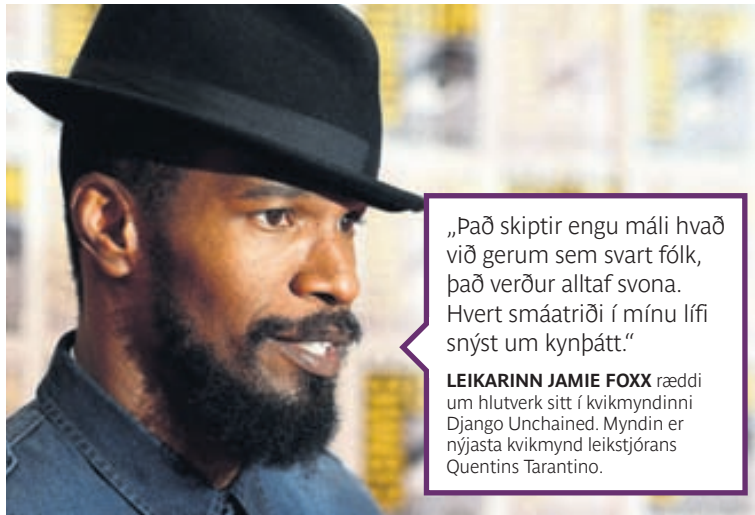 „Það skiptir engu máli hvað
við gerum sem svart fólk,
það verður alltaf svona.
Hvert smáatriði í mínu lífi
snýst um kynþátt.“
LEIKARINN JAMIE FOXX ræddi
um hlutverk sitt í kvikmyndinni
Django Unchained. Myndin er
nýjasta kvikmynd leikstjórans
Quentins Tarantino.